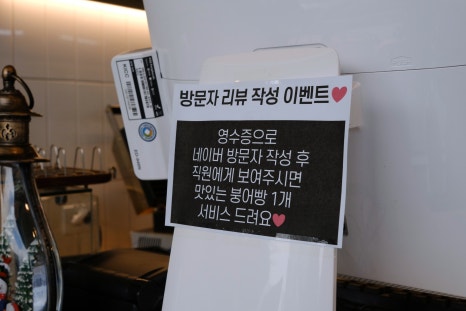 방문자 리뷰 작성 이벤트♥
영수증으로
네이버 방문자 작성 후
직원에게 보여주시면
맛있는 붕어빵 1개
서비스 드려요♥